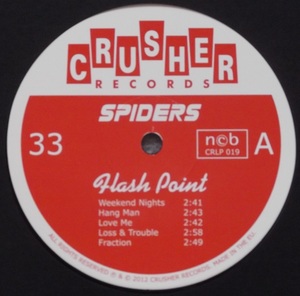 CRUSHER
RECORDS
SPIDERS
33
n©b
CRLP 019
A
Flash Point
Weekend Nights 2:41
Hang Man 2:43
Love Me 2:42
Loss & Trouble 2:58
Fraction 2:49
ALL RIGHTS RESERVED ℗ & © 2012 CRUSHER RECORDS. MADE IN THE EU.